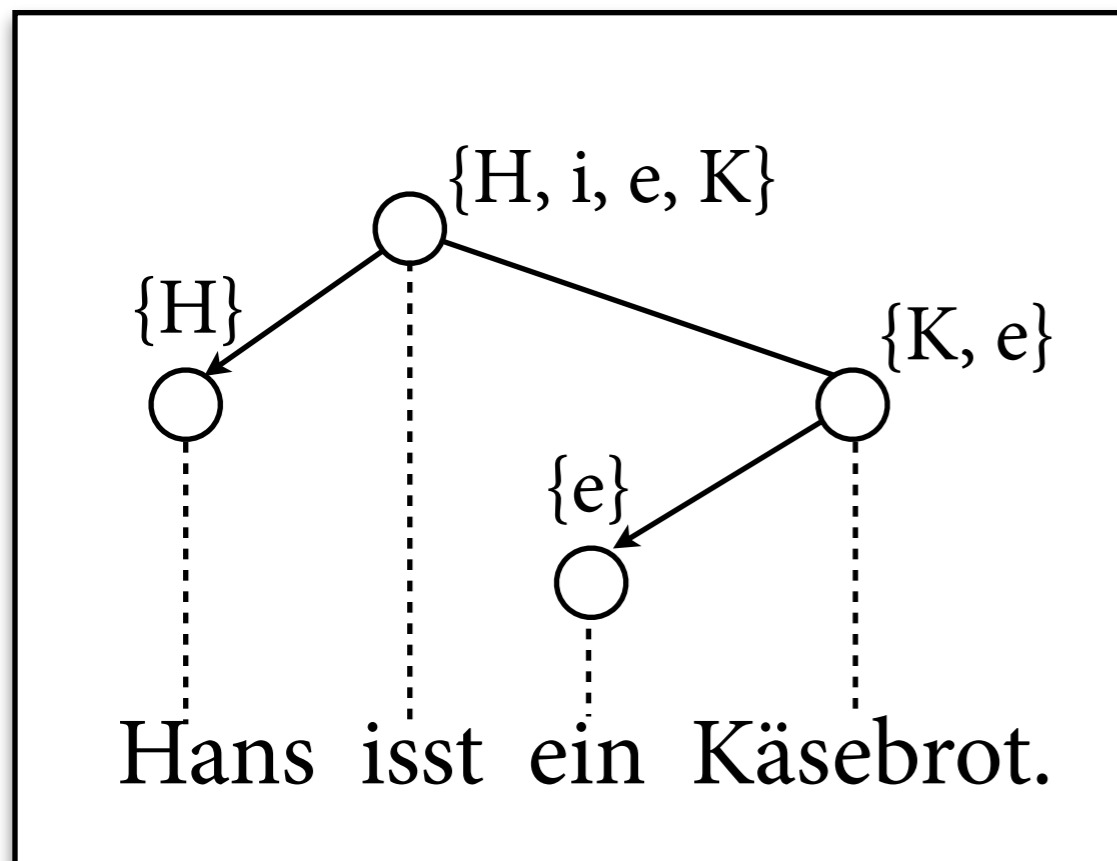 {H, i, e, K}
{H}
{K, e}
{e}
Hans isst ein Käsebrot.